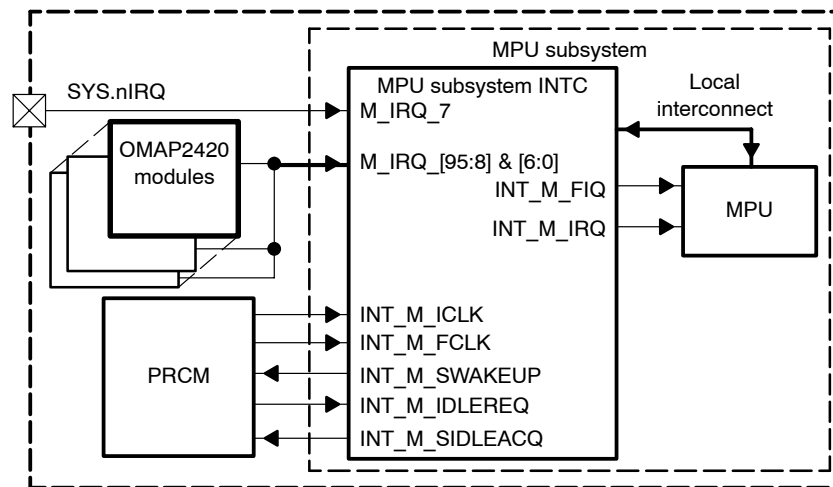 MPU subsystem
SYS.nIRQ
MPU subsystem INTC
M_IRQ_7
Local
interconnect
OMAP2420
modules
M_IRQ_[95:8] & [6:0]
INT_M_FIQ
INT_M_IRQ
MPU
PRCM
INT_M_ICLK
INT_M_FCLK
INT_M_SWAKEUP
INT_M_IDLEREQ
INT_M_SIDLEACQ